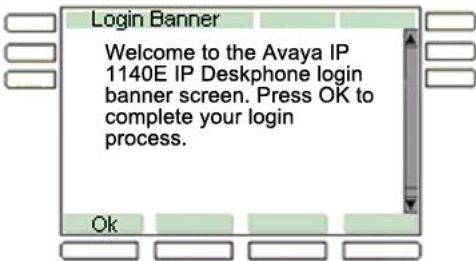 Login Banner
Welcome to the Avaya IP
1140E IP Deskphone login
banner screen. Press OK to
complete your login
process.
Ok